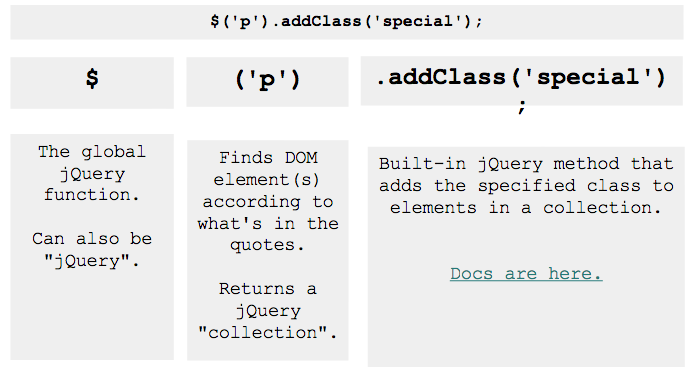 $('p').addClass('special');
$
('p')
.addClass('special')
;
The global
jQuery
function.
Can also be
"jQuery".
Finds DOM
element(s)
according to
what's in the
quotes.
Returns a
jQuery
"collection".
Built-in jQuery method that
adds the specified class to
elements in a collection.
Docs are here.